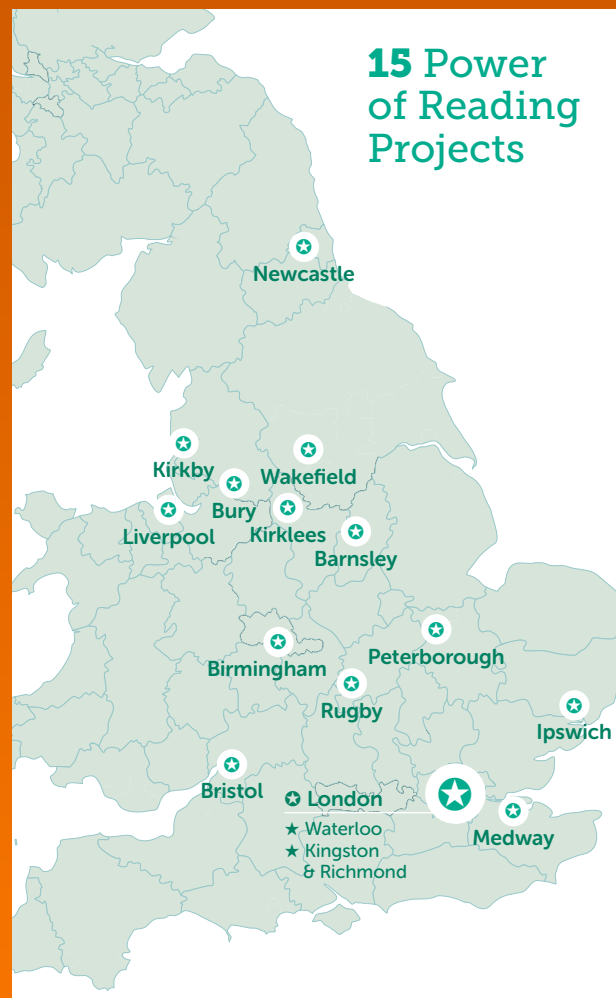 15 Power
of Reading
Projects
Newcastle
Kirkby
Wakefield
Bury
Liverpool
Kirklees
Barnsley
Birmingham
Peterborough
Rugby
Ipswich
Bristol
London
Waterloo
Kingston
& Richmond
Medway